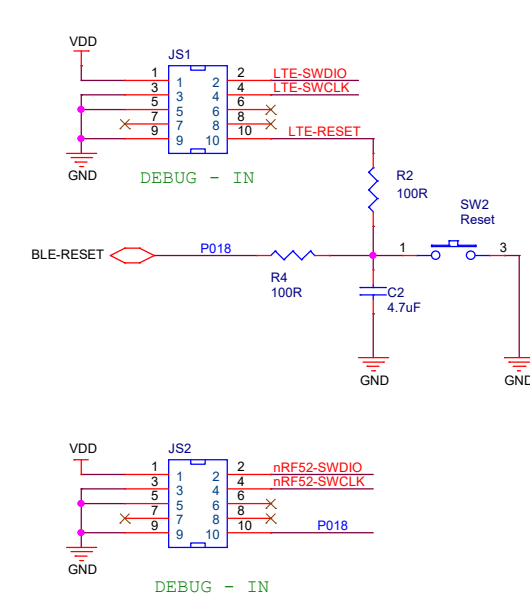 VDD
JS1
1 1 2 2 LTE-SWDIO
3 3 4 4 LTE-SWCLK
5 5 6 6
7 7 8 8
9 9 10 10 LTE-RESET
GND
DEBUG - IN
R2
100R
SW2
Reset
BLE-RESET
P018
1
3
R4
100R
C2
4.7uF
GND
GND
VDD
JS2
1 1 2 2 nRF52-SWDIO
3 3 4 4 nRF52-SWCLK
5 5 6 6
7 7 8 8
9 9 10 10 P018
GND
DEBUG - IN